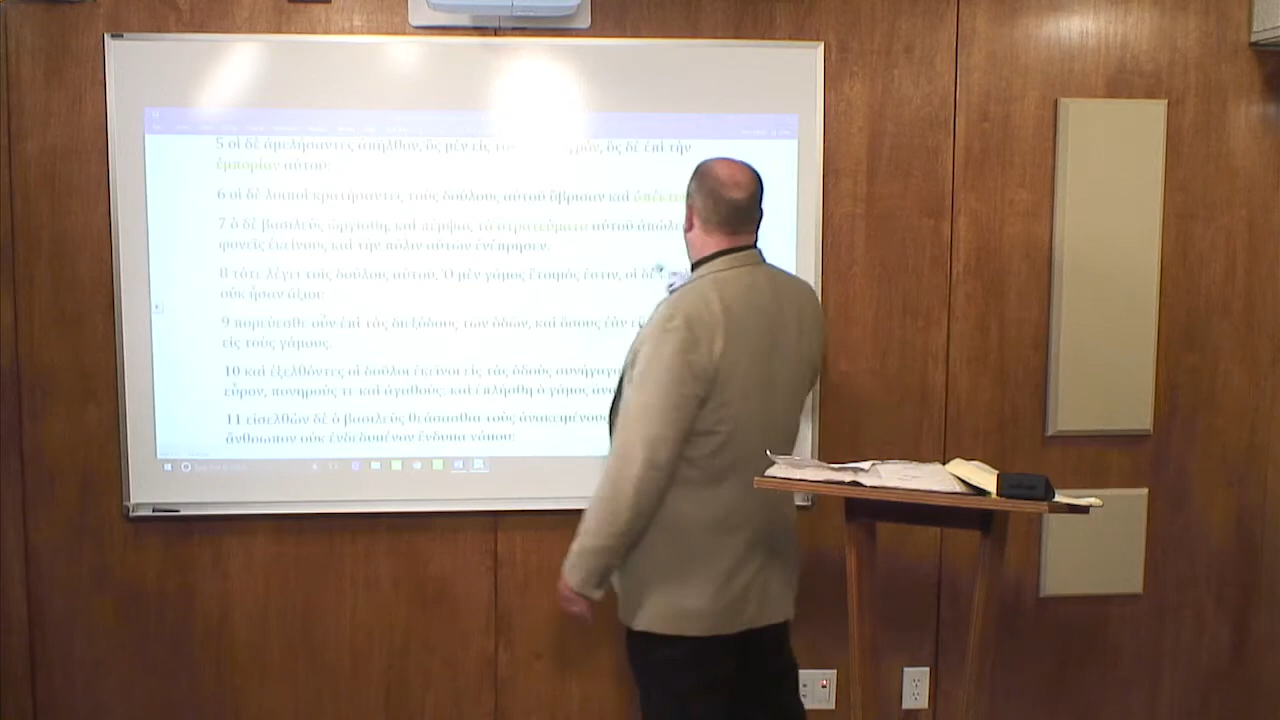 5 οἱ δὲ ἀμελήσαντες ἀπῆλθον, ὃς μὲν εἰς ὃς δὲ ἐπὶ τὴν
ἐμπορίαν αὐτοῦ·
6 οἱ δὲ λοιποὶ κρατήσαντες τοὺς δούλους αὐτοῦ ὕβρισαν καὶ
7 ὁ δὲ βασιλεὺς ὠργίσθη, καὶ πέμψας τὰ στρατεύματα αὐτοῦ
φονεῖς ἐκείνους καὶ τὴν πόλιν αὐτῶν ἐνέπρησεν.
8 τότε λέγει τοῖς δούλοις αὐτοῦ, Ὁ μὲν γάμος ἕτοιμός ἐστιν, οἱ δὲ
οὐκ ἦσαν ἄξιοι·
9 πορεύεσθε οὖν ἐπὶ τὰς διεξόδους τῶν ὁδῶν, καὶ ὅσους ἐὰν
εἰς τοὺς γάμους.
10 καὶ ἐξελθόντες οἱ δοῦλοι ἐκεῖνοι εἰς τὰς ὁδοὺς
εὗρον, πονηρούς τε καὶ ἀγαθούς· καὶ ἐπλήσθη ὁ γάμος
11 εἰσελθὼν δὲ ὁ βασιλεὺς θεάσασθαι τοὺς ἀνακειμένους
ἄνθρωπον οὐκ ἐνδεδυμένον ἔνδυμα γάμου·